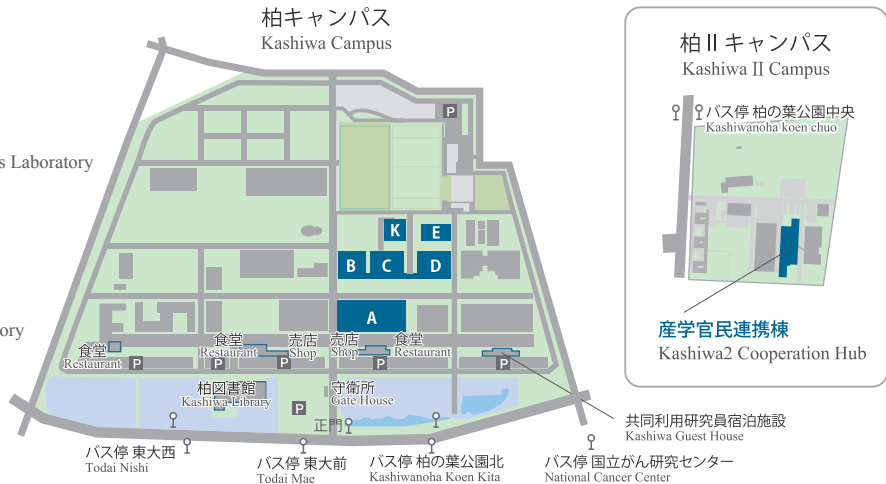 柏キャンパス
Kashiwa Campus
柏Ⅱキャンパス
Kashiwa Ⅱ Campus
バス停 柏の葉公園中央
Kashiwanoha koen chuo
P
s Laboratory
K
E
B
C
D
A
産学官民連携棟
Kashiwa2 Cooperation Hub
ory
食堂
Restaurant
食堂
Restaurant
売店
Shop
売店
Shop
食堂
Restaurant
P
P
P
P
P
柏図書館
Kashiwa Library
守衛所
Gate House
P
正門
共同利用研究員宿泊施設
Kashiwa Guest House
バス停 東大西
Todai Nishi
バス停 東大前
Todai Mae
バス停 柏の葉公園北
Kashiwanoha Koen Kita
バス停 国立がん研究センター
National Cancer Center